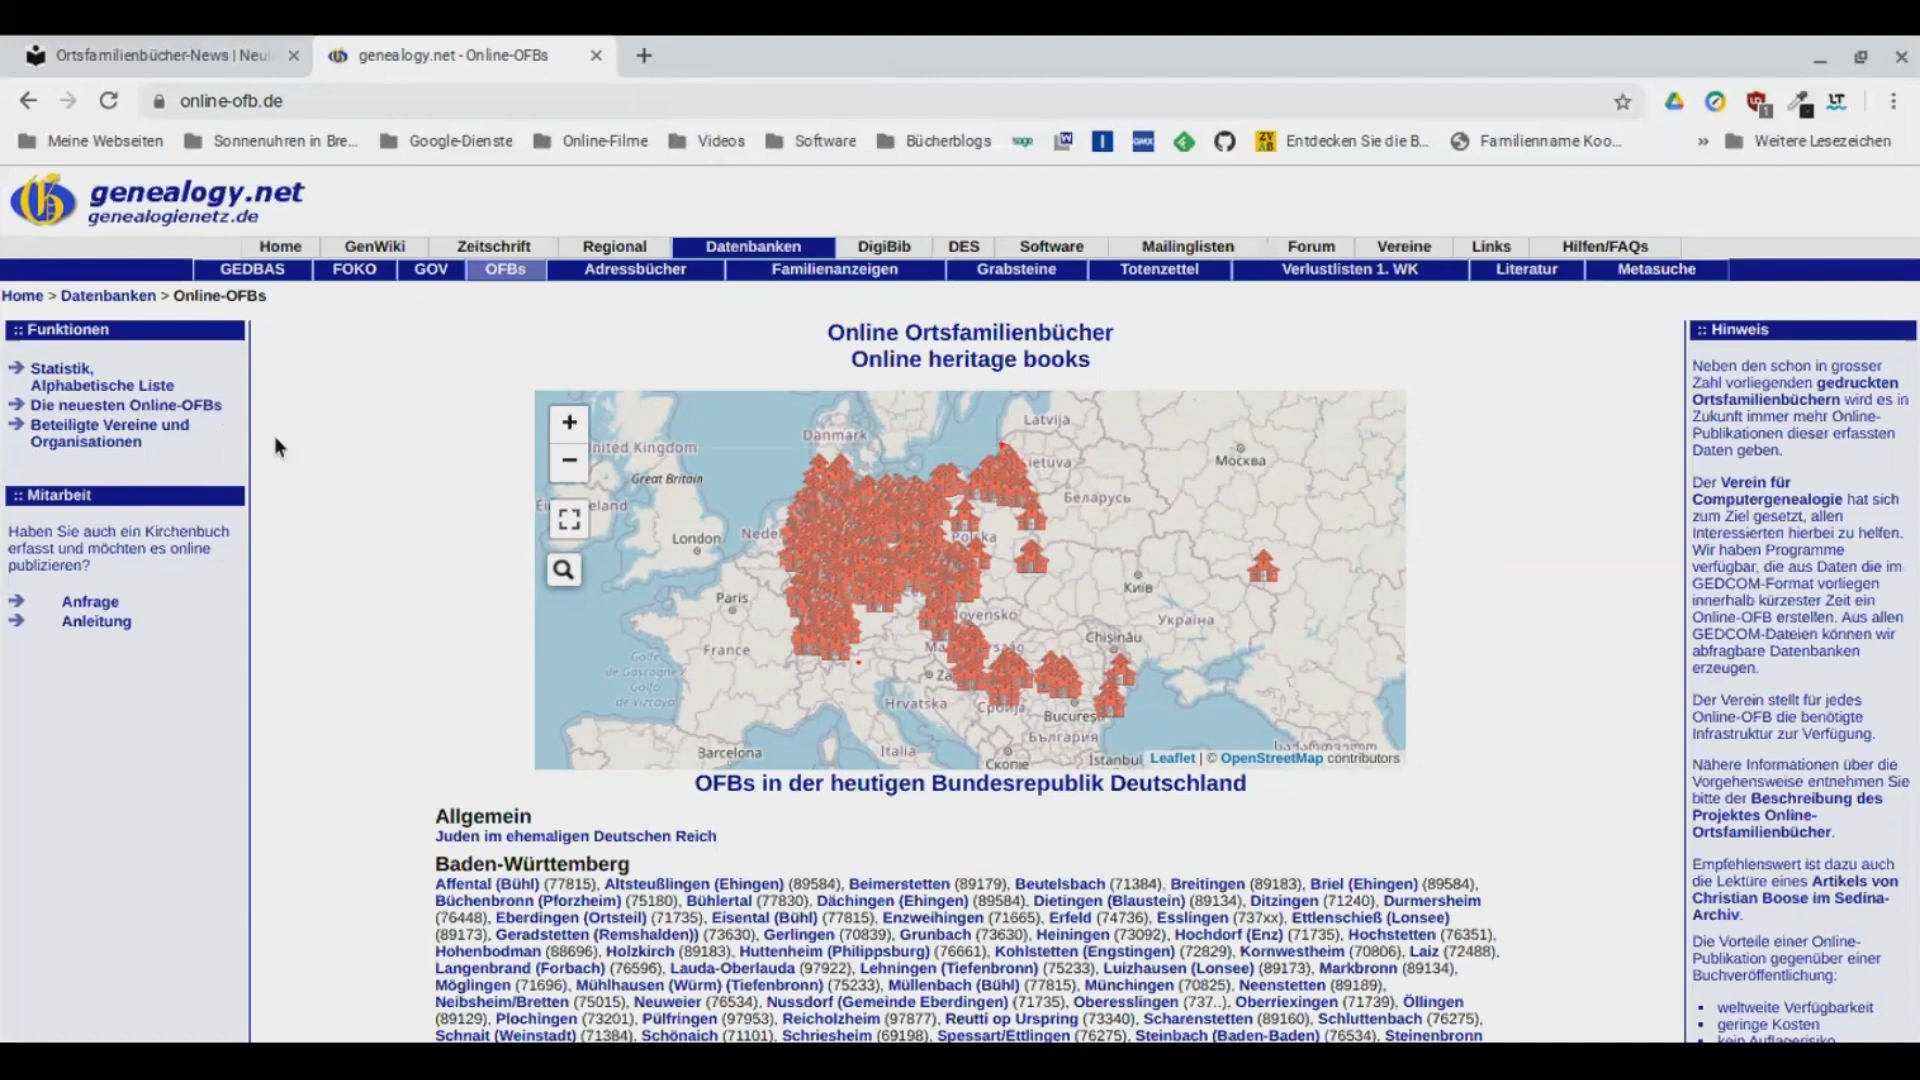 Ortsfamilienbücher-News | Neu
genealogy.net - Online-OFBs
online-ofb.de
1
LT
Meine Webseiten
Sonnenuhren in Bre...
Google-Dienste
Online-Filme
Videos
Software
Bücherblogs
sage
W
I
GMX
ZV AB
Entdecken Sie die B...
Familienname Koo...
»
Weitere Lesezeichen
genealogy.net
genealogienetz.de
Home GenWiki Zeitschrift Regional Datenbanken DigiBib DES Software Mailinglisten Forum Vereine Links Hilfen/FAQs
GEDBAS FOKO GOV OFBs Adressbücher Familienanzeigen Grabsteine Totenzettel Verlustlisten 1. WK Literatur Metasuche
Home > Datenbanken > Online-OFBs
:: Funktionen
Statistik,
Alphabetische Liste
Die neuesten Online-OFBs
Beteiligte Vereine und
Organisationen
:: Mitarbeit
Haben Sie auch ein Kirchenbuch
erfasst und möchten es online
publizieren?
Anfrage
Anleitung
Online Ortsfamilienbücher
Online heritage books
+
−
Latvija
Danmark
United Kingdom
Москва
Great Britain
Беларусь
London
Polska
Paris
Київ
Україна
Chișinău
France
Golfe
de Gascogne
Golfo
de Vizcaya
Hrvatska
Србија
București
България
Barcelona
Italia
Скопје
İstanbul
Leaflet | © OpenStreetMap contributors
OFBs in der heutigen Bundesrepublik Deutschland
Allgemein
Juden im ehemaligen Deutschen Reich
Baden-Württemberg
Affental (Bühl) (77815), Altsteußlingen (Ehingen) (89584), Beimerstetten (89179), Beutelsbach (71384), Breitingen (89183), Briel (Ehingen) (89584),
Büchenbronn (Pforzheim) (75180), Bühlertal (77830), Dächingen (Ehingen) (89584), Dietingen (Blaustein) (89134), Ditzingen (71240), Durmersheim
(76448), Eberdingen (Ortsteil) (71735), Eisental (Bühl) (77815), Enzweihingen (71665), Erfeld (74736), Esslingen (737xx), Ettlenschieß (Lonsee)
(89173), Geradstetten (Remshalden)) (73630), Gerlingen (70839), Grunbach (73630), Heiningen (73092), Hochdorf (Enz) (71735), Hochstetten (76351),
Hohenbodman (88696), Holzkirch (89183), Huttenheim (Philippsburg) (76661), Kohlstetten (Engstingen) (72829), Kornwestheim (70806), Laiz (72488),
Langenbrand (Forbach) (76596), Lauda-Oberlauda (97922), Lehningen (Tiefenbronn) (75233), Luizhausen (Lonsee) (89173), Markbronn (89134),
Möglingen (71696), Mühlhausen (Würm) (Tiefenbronn) (75233), Müllenbach (Bühl) (77815), Münchingen (70825), Neenstetten (89189),
Neibsheim/Bretten (75015), Neuweier (76534), Nussdorf (Gemeinde Eberdingen) (71735), Oberesslingen (737..), Oberriexingen (71739), Öllingen
(89129), Plochingen (73201), Pülfringen (97953), Reicholzheim (97877), Reutti op Urspring (73340), Scharenstetten (89160), Schluttenbach (76275),
Schnait (Weinstadt) (71384), Schönaich (71101), Schriesheim (69198), Spessart/Ettlingen (76275), Steinbach (Baden-Baden) (76534), Steinenbronn
:: Hinweis
Neben den schon in grosser
Zahl vorliegenden gedruckten
Ortsfamilienbüchern wird es in
Zukunft immer mehr Online-
Publikationen dieser erfassten
Daten geben.
Der Verein für
Computergenealogie hat sich
zum Ziel gesetzt, allen
Interessierten hierbei zu helfen.
Wir haben Programme
verfügbar, die aus Daten die im
GEDCOM-Format vorliegen
innerhalb kürzester Zeit ein
Online-OFB erstellen. Aus allen
GEDCOM-Dateien können wir
abfragbare Datenbanken
erzeugen.
Der Verein stellt für jedes
Online-OFB die benötigte
Infrastruktur zur Verfügung.
Nähere Informationen über die
Vorgehensweise entnehmen Sie
bitte der Beschreibung des
Projektes Online-
Ortsfamilienbücher.
Empfehlenswert ist dazu auch
die Lektüre eines Artikels von
Christian Boose im Sedina-
Archiv.
Die Vorteile einer Online-
Publikation gegenüber einer
Buchveröffentlichung:
weltweite Verfügbarkeit
geringe Kosten
kein Auflagerisiko